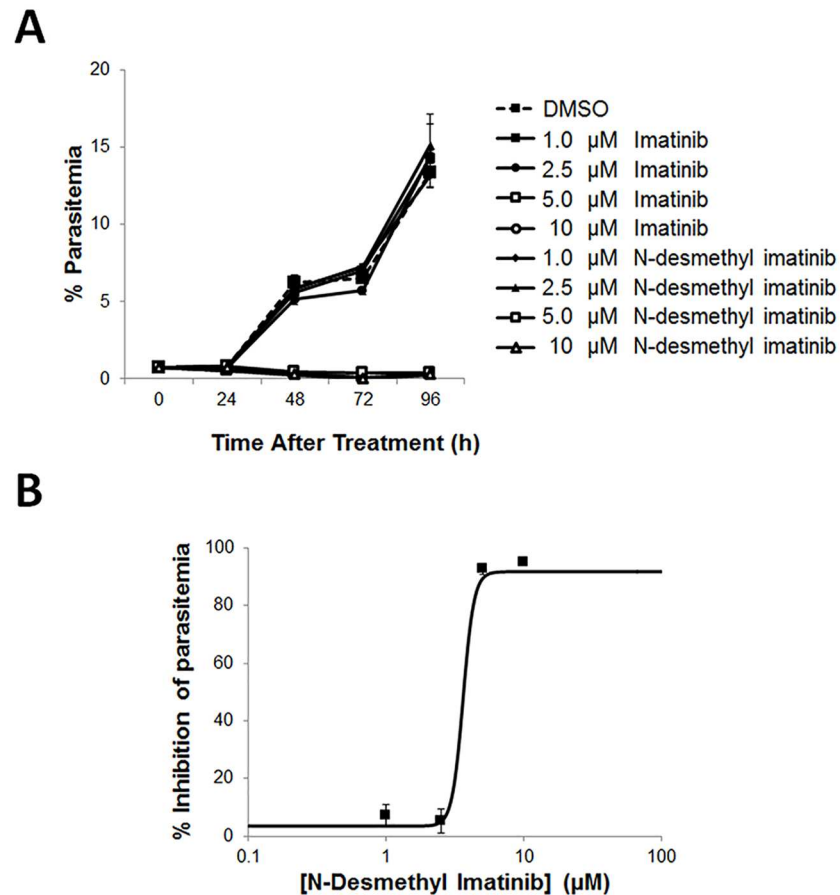 A
20
15
10
5
0
% Parasitemia
0 24 48 72 96
Time After Treatment (h)
DMSO
1.0 µM Imatinib
2.5 µM Imatinib
5.0 µM Imatinib
10 µM Imatinib
1.0 µM N-desmethyl imatinib
2.5 µM N-desmethyl imatinib
5.0 µM N-desmethyl imatinib
10 µM N-desmethyl imatinib
B
100
80
60
40
20
0
% Inhibition of parasitemia
0.1 1 10 100
[N-Desmethyl Imatinib] (µM)